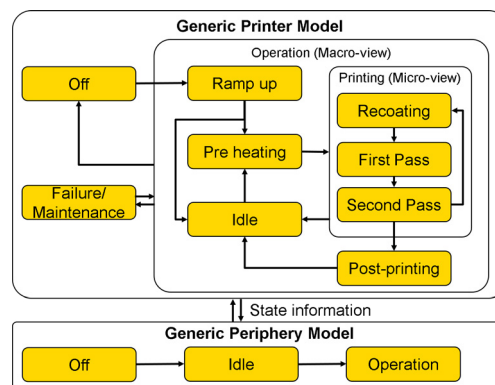 Generic Printer Model
Operation (Macro-view)
Off
Ramp up
Printing (Micro-view)
Recoating
Pre heating
First Pass
Failure/
Maintenance
Idle
Second Pass
Post-printing
State information
Generic Periphery Model
Off
Idle
Operation